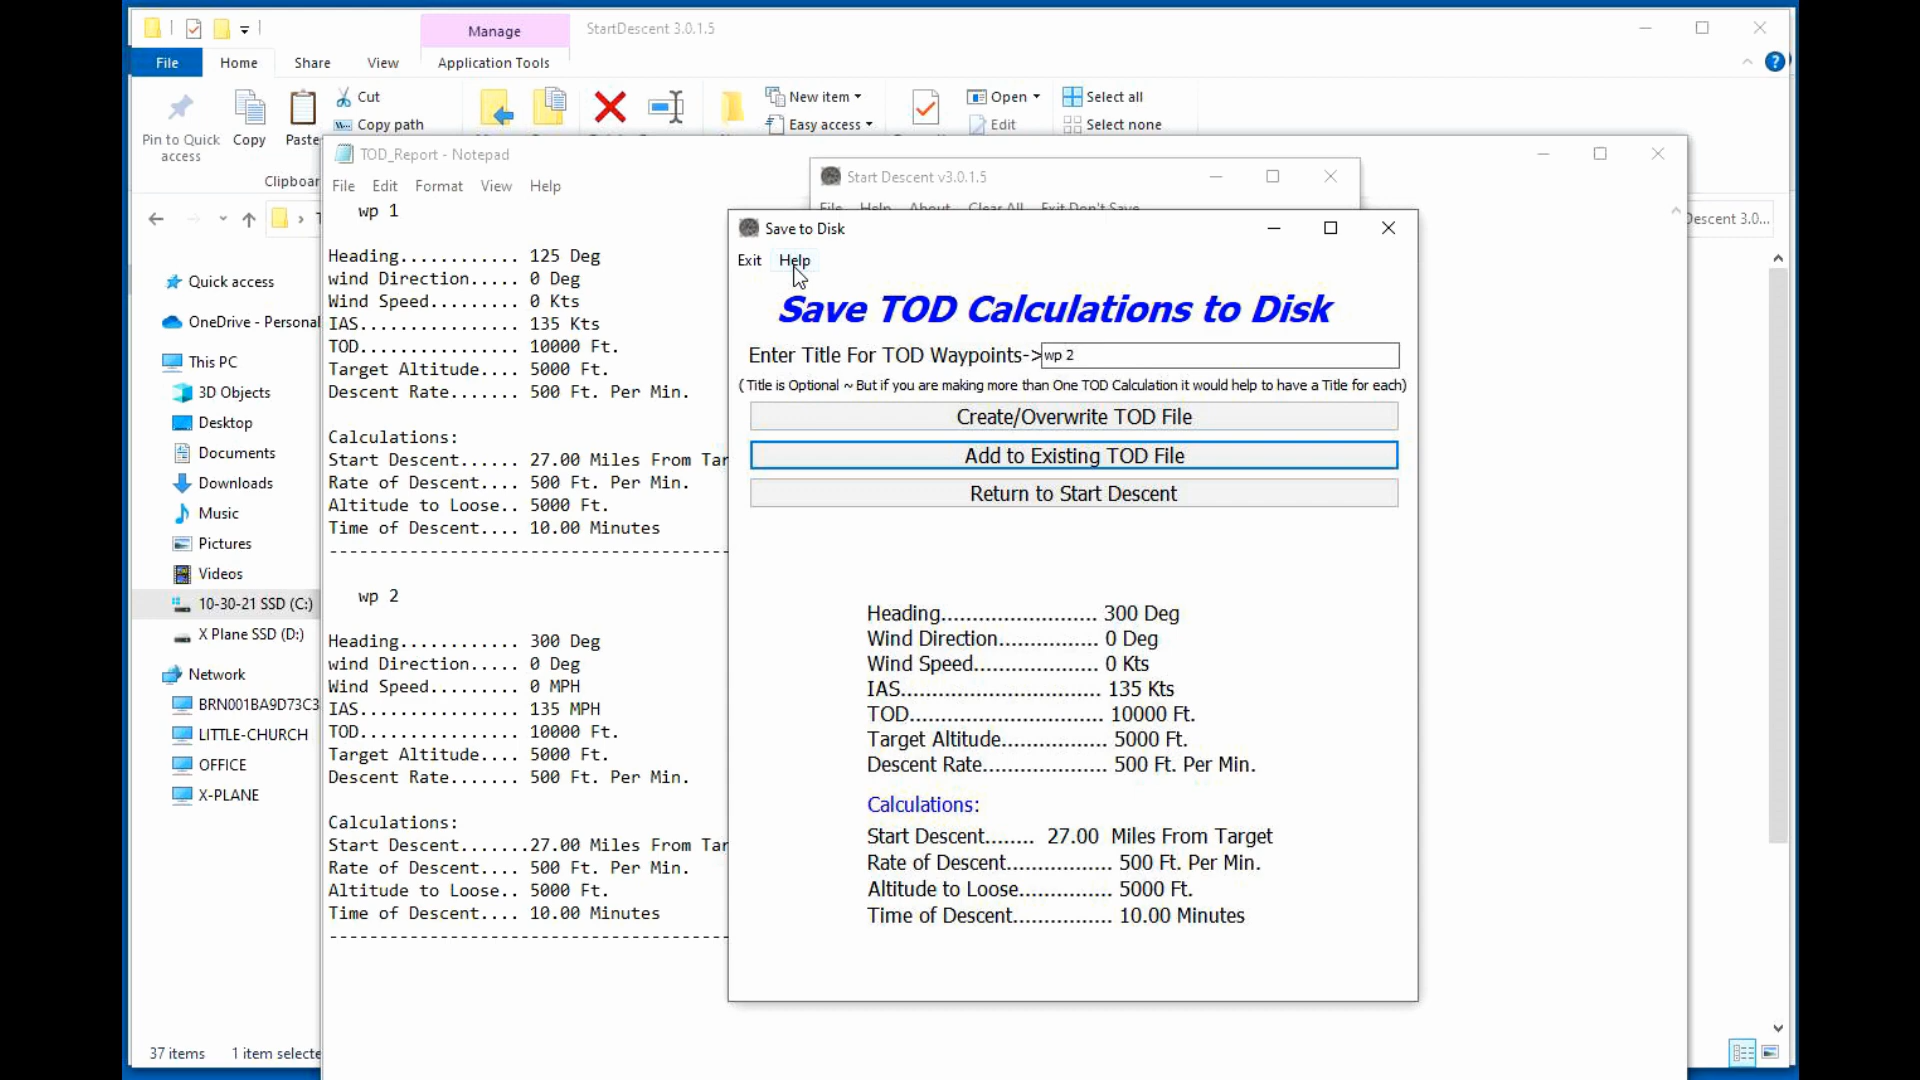 Manage
StartDescent 3.0.1.5
File
Home
Share
View
Application Tools
Pin to Quick access
Copy
Paste
Cut
Copy path
New item
Easy access
Open
Edit
Select all
Select none
TOD_Report - Notepad
File Edit Format View Help
wp 1
Heading............ 125 Deg
wind Direction..... 0 Deg
Wind Speed......... 0 Kts
IAS................ 135 Kts
TOD................ 10000 Ft.
Target Altitude.... 5000 Ft.
Descent Rate....... 500 Ft. Per Min.
Calculations:
Start Descent...... 27.00 Miles From Tar
Rate of Descent.... 500 Ft. Per Min.
Altitude to Loose.. 5000 Ft.
Time of Descent.... 10.00 Minutes
----------------------------------------
wp 2
Heading............ 300 Deg
wind Direction..... 0 Deg
Wind Speed......... 0 MPH
IAS................ 135 MPH
TOD................ 10000 Ft.
Target Altitude.... 5000 Ft.
Descent Rate....... 500 Ft. Per Min.
Calculations:
Start Descent.......27.00 Miles From Tar
Rate of Descent.... 500 Ft. Per Min.
Altitude to Loose.. 5000 Ft.
Time of Descent.... 10.00 Minutes
----------------------------------------
Start Descent v3.0.1.5
File Help About Clear All Exit Don't Save
Descent 3.0...
Save to Disk
Exit Help
Save TOD Calculations to Disk
Enter Title For TOD Waypoints-> wp 2
( Title is Optional ~ But if you are making more than One TOD Calculation it would help to have a Title for each)
Create/Overwrite TOD File
Add to Existing TOD File
Return to Start Descent
Heading......................... 300 Deg
Wind Direction................ 0 Deg
Wind Speed.................... 0 Kts
IAS................................ 135 Kts
TOD............................... 10000 Ft.
Target Altitude................. 5000 Ft.
Descent Rate.................... 500 Ft. Per Min.
Calculations:
Start Descent........ 27.00 Miles From Target
Rate of Descent................. 500 Ft. Per Min.
Altitude to Loose............... 5000 Ft.
Time of Descent................ 10.00 Minutes
Quick access
OneDrive - Personal
This PC
3D Objects
Desktop
Documents
Downloads
Music
Pictures
Videos
10-30-21 SSD (C:)
X Plane SSD (D:)
Network
BRN001BA9D73C3
LITTLE-CHURCH
OFFICE
X-PLANE
37 items
1 item selecte